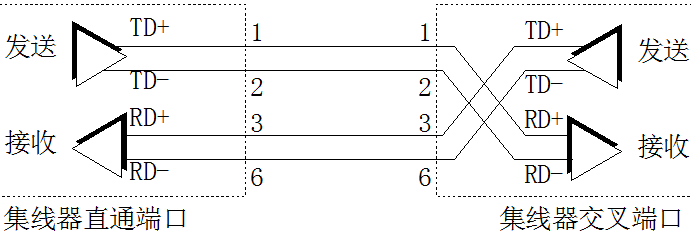 发送 TD+ 1 1 TD+ 发送
TD- 2 2 TD-
接收 RD+ 3 3 RD+ 接收
RD- 6 6 RD-
集线器直通端口 集线器交叉端口